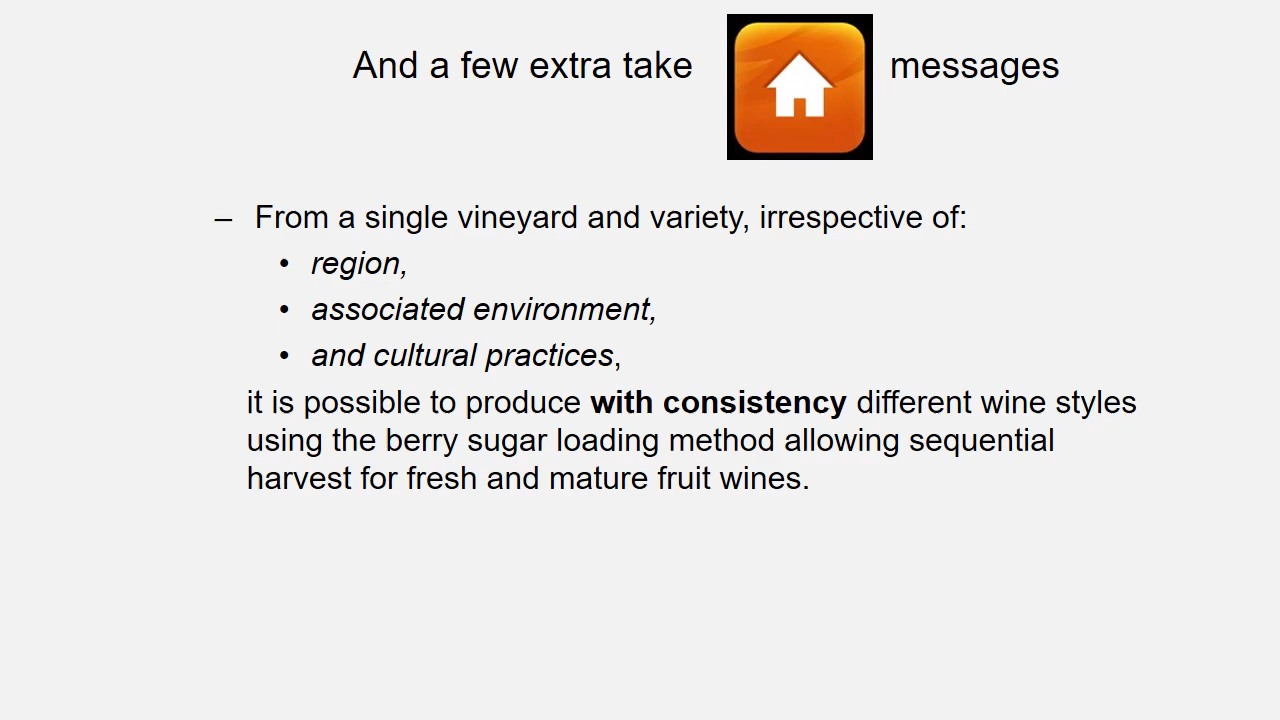 And a few extra take messages
– From a single vineyard and variety, irrespective of:
• region,
• associated environment,
• and cultural practices,
it is possible to produce with consistency different wine styles
using the berry sugar loading method allowing sequential
harvest for fresh and mature fruit wines.